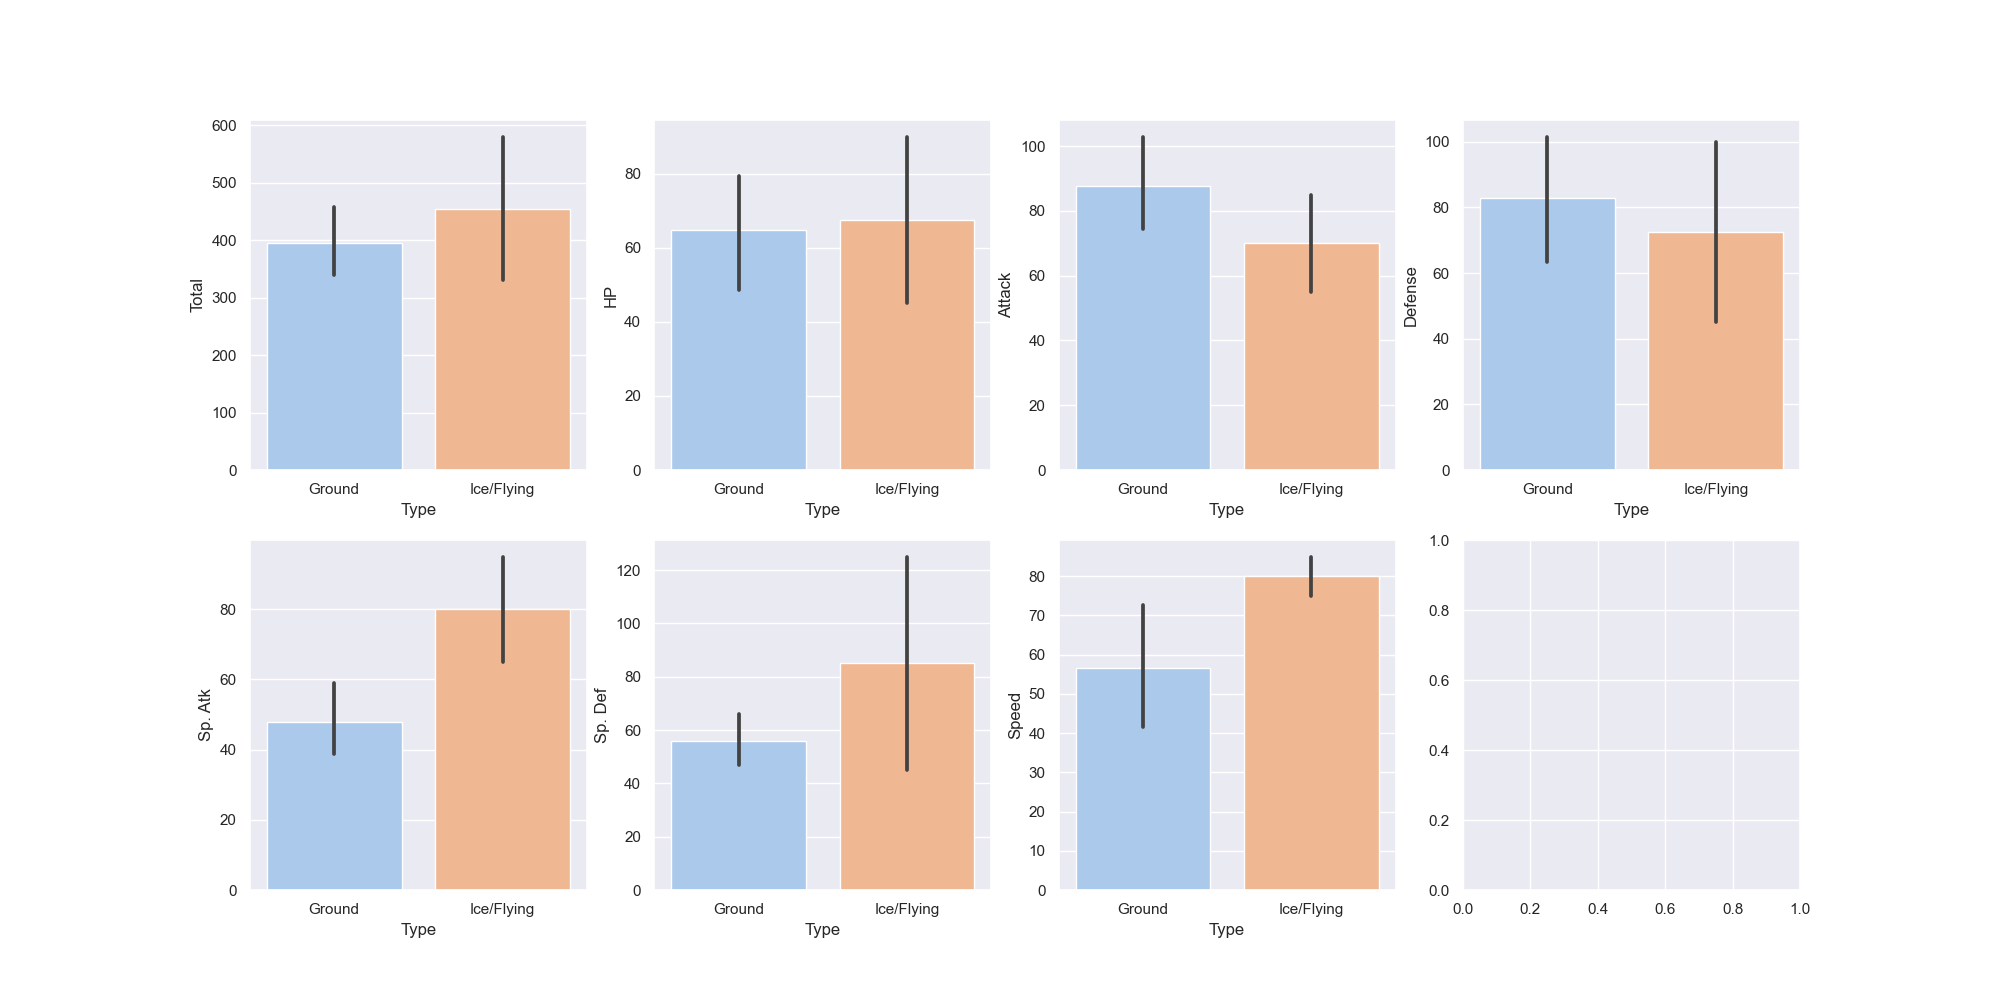 600
500
400
300
200
100
0
Total
Ground Ice/Flying
Type
80
60
40
20
0
HP
Ground Ice/Flying
Type
100
80
60
40
20
0
Attack
Ground Ice/Flying
Type
100
80
60
40
20
0
Defense
Ground Ice/Flying
Type
80
60
40
20
0
Sp. Atk
Ground Ice/Flying
Type
120
100
80
60
40
20
0
Sp. Def
Ground Ice/Flying
Type
80
70
60
50
40
30
20
10
0
Speed
Ground Ice/Flying
Type
1.0
0.8
0.6
0.4
0.2
0.0
0.0 0.2 0.4 0.6 0.8 1.0